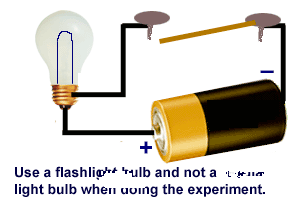 −
+
Use a flashlight bulb and not a
light bulb when doing the experiment.